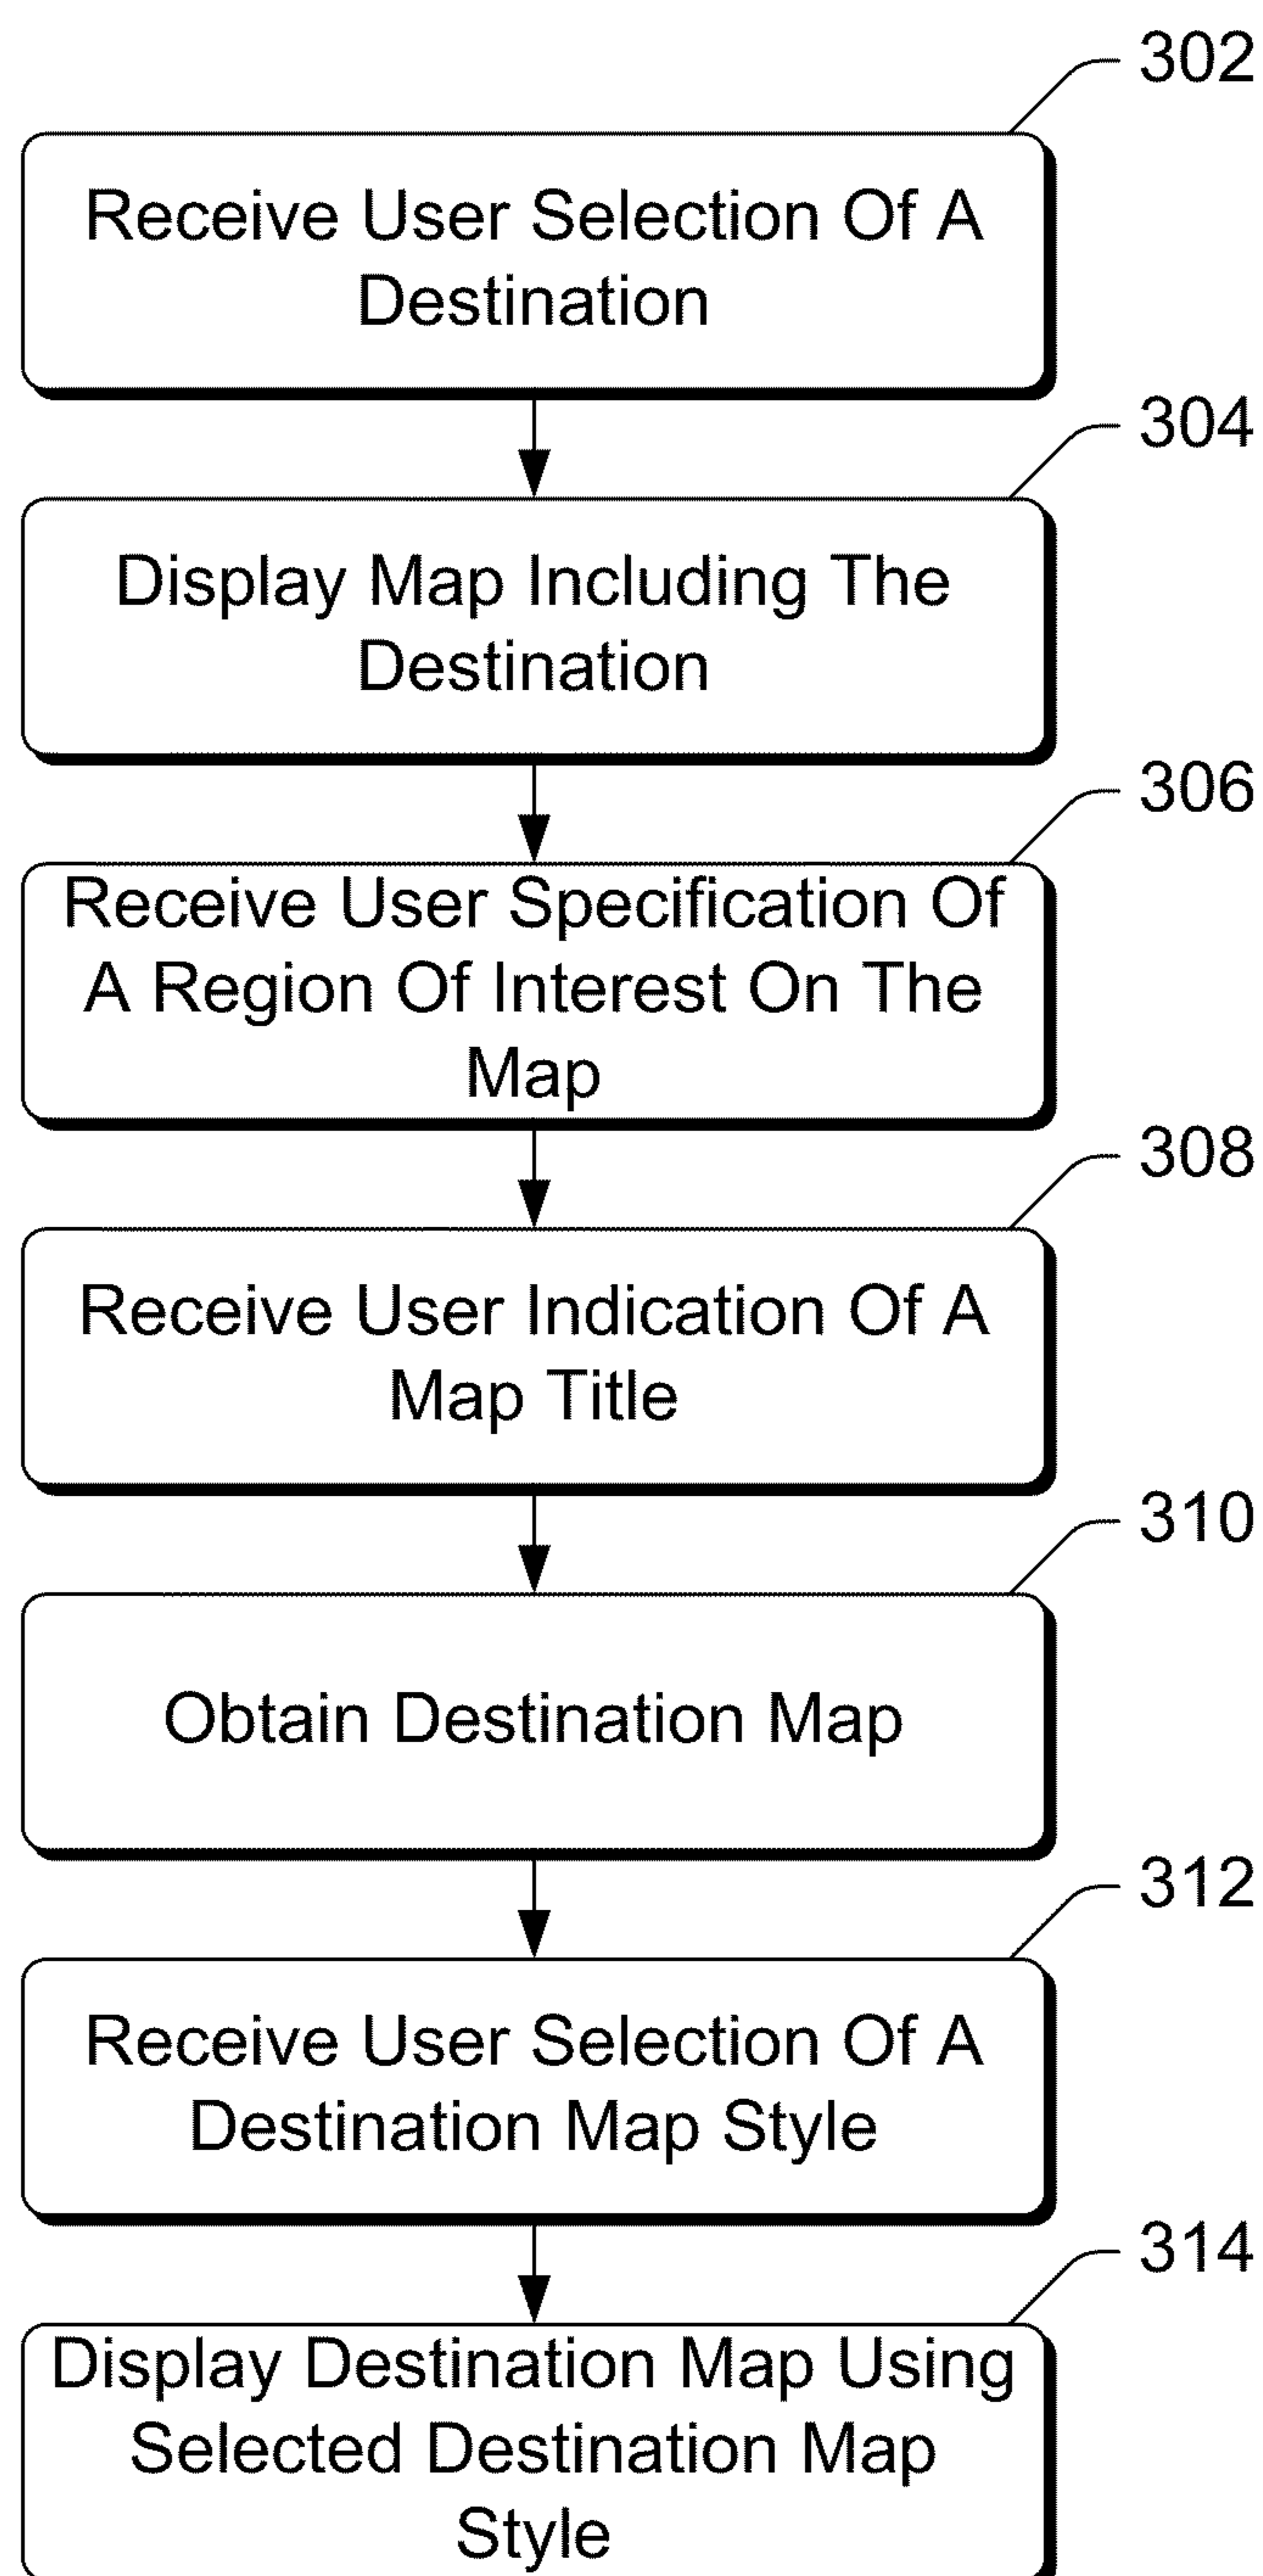 302
Receive User Selection Of A
Destination
304
Display Map Including The
Destination
306
Receive User Specification Of
A Region Of Interest On The
Map
308
Receive User Indication Of A
Map Title
310
Obtain Destination Map
312
Receive User Selection Of A
Destination Map Style
314
Display Destination Map Using
Selected Destination Map
Style